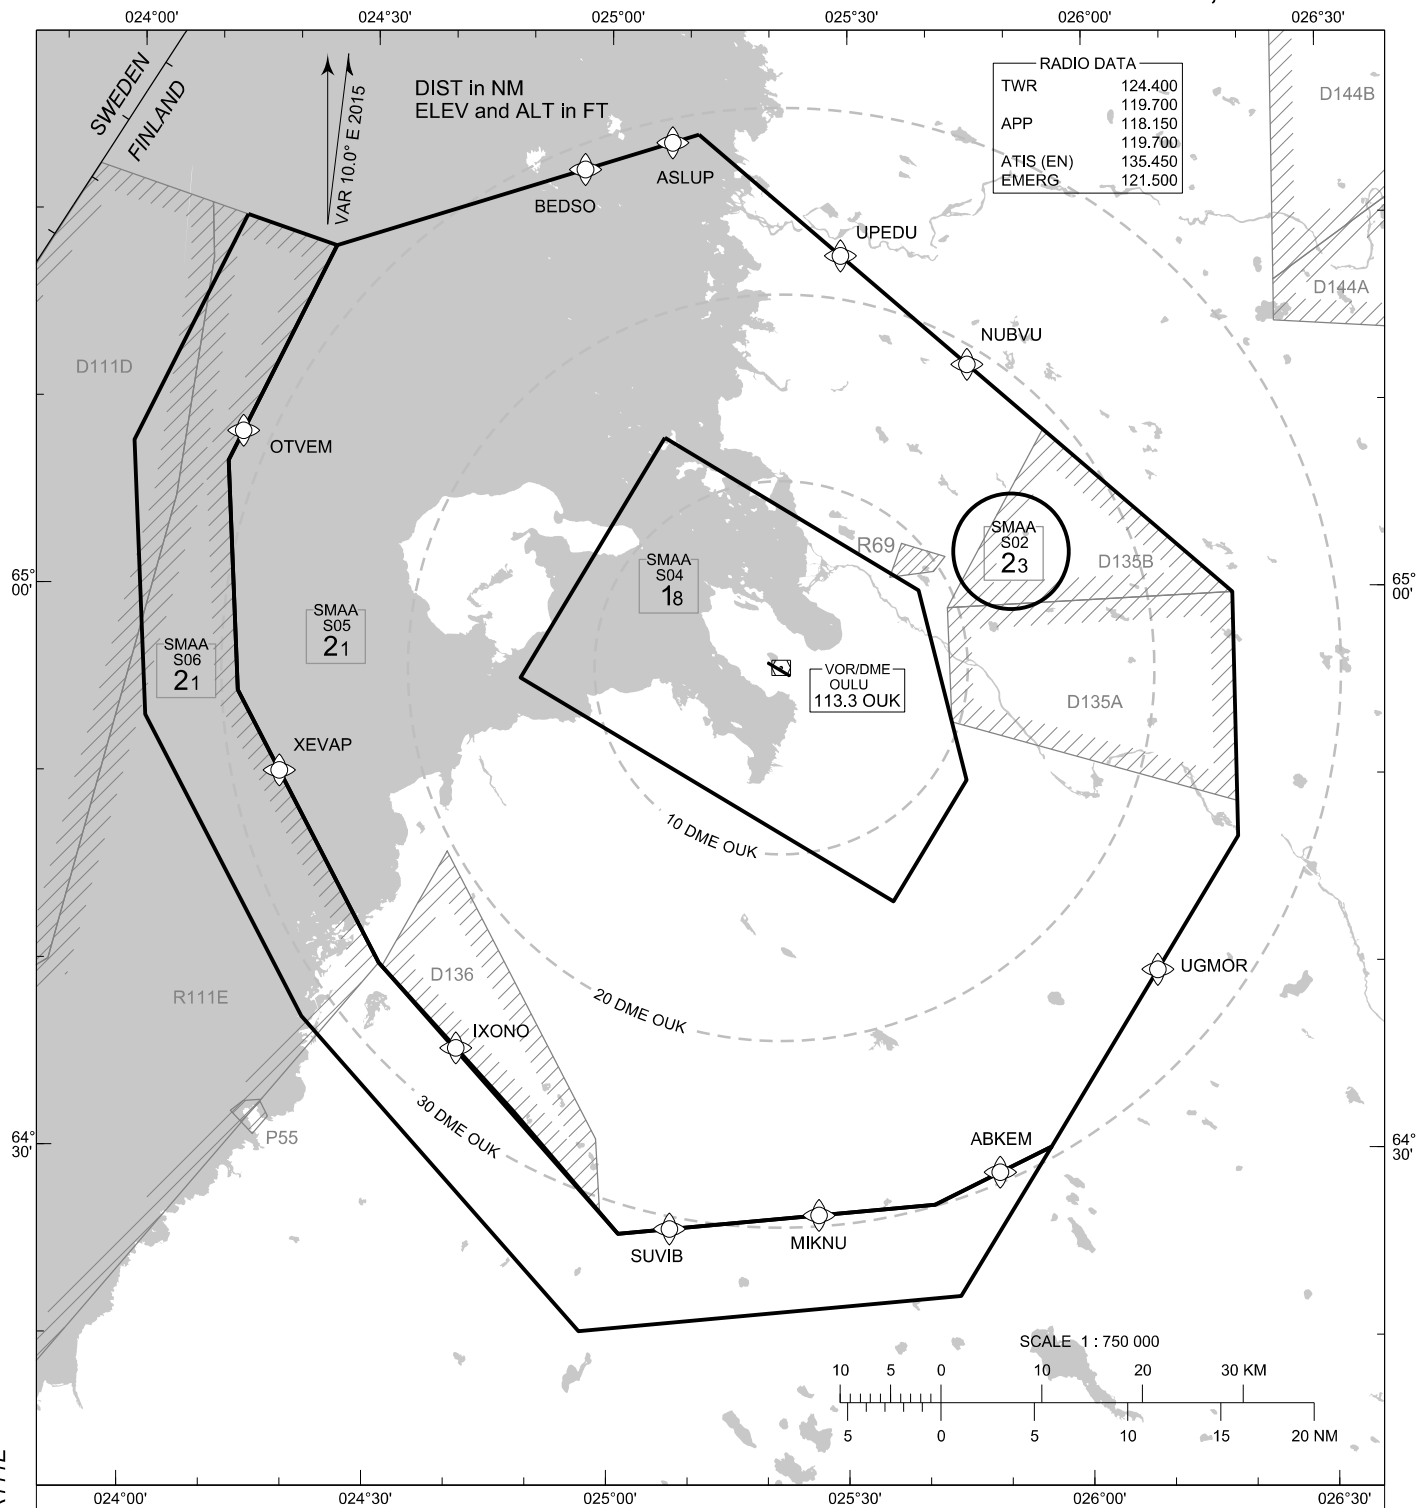 024°00'
024°30'
025°00'
025°30'
026°00'
026°30'
SWEDEN
FINLAND
VAR 10.0° E 2015
DIST in NM
ELEV and ALT in FT
RADIO DATA
TWR 124.400
119.700
APP 118.150
119.700
ATIS (EN) 135.450
EMERG 121.500
D144B
D144A
ASLUP
BEDSO
UPEDU
NUBVU
D111D
OTVEM
SMAA
S02
23
D135B
R69
SMAA
S04
18
65°
00'
65°
00'
SMAA
S05
21
SMAA
S06
21
VOR/DME
OULU
113.3 OUK
D135A
XEVAP
10 DME OUK
D136
UGMOR
R111E
20 DME OUK
IXONO
30 DME OUK
P55
64°
30'
64°
30'
ABKEM
MIKNU
SUVIB
SCALE 1 : 750 000
10 5 0 10 20 30 KM
5 0 5 10 15 20 NM
024°00'
024°30'
025°00'
025°30'
026°00'
026°30'